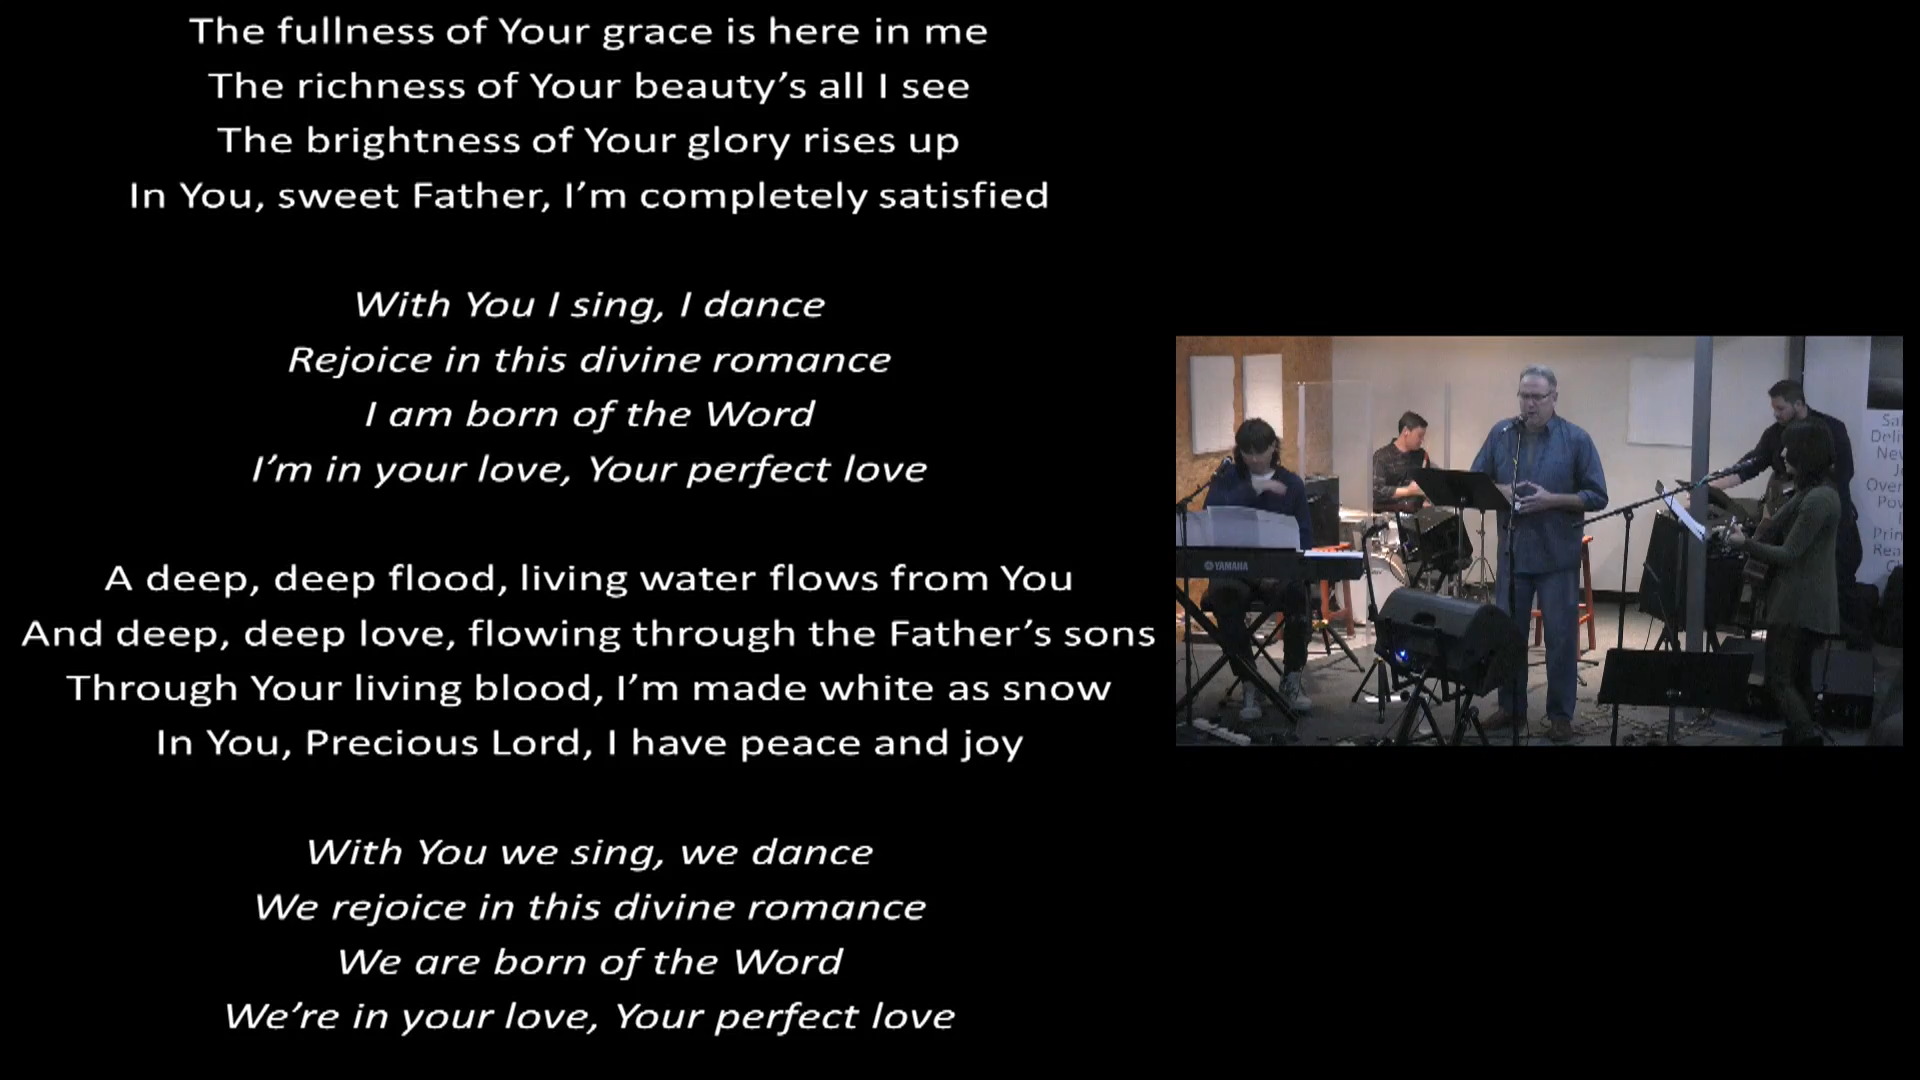 The fullness of Your grace is here in me
The richness of Your beauty’s all I see
The brightness of Your glory rises up
In You, sweet Father, I’m completely satisfied
With You I sing, I dance
Rejoice in this divine romance
I am born of the Word
I’m in your love, Your perfect love
A deep, deep flood, living water flows from You
And deep, deep love, flowing through the Father’s sons
Through Your living blood, I’m made white as snow
In You, Precious Lord, I have peace and joy
With You we sing, we dance
We rejoice in this divine romance
We are born of the Word
We’re in your love, Your perfect love
YAMAHA